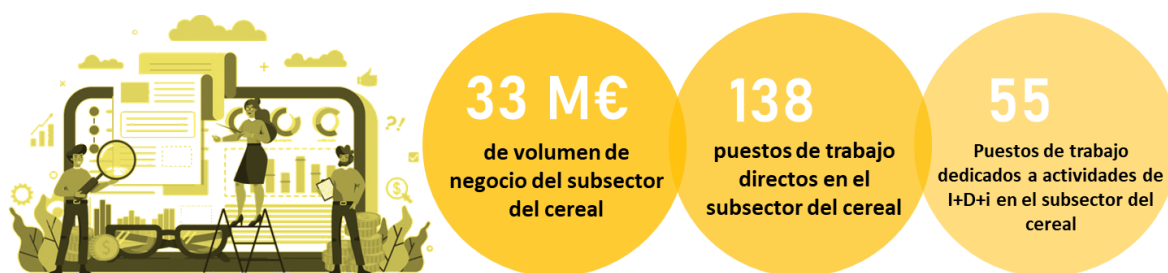 33 M€
de volumen de
negocio del subsector
del cereal
138
puestos de trabajo
directos en el
subsector del cereal
55
Puestos de trabajo
dedicados a actividades de
I+D+i en el subsector del
cereal
?!